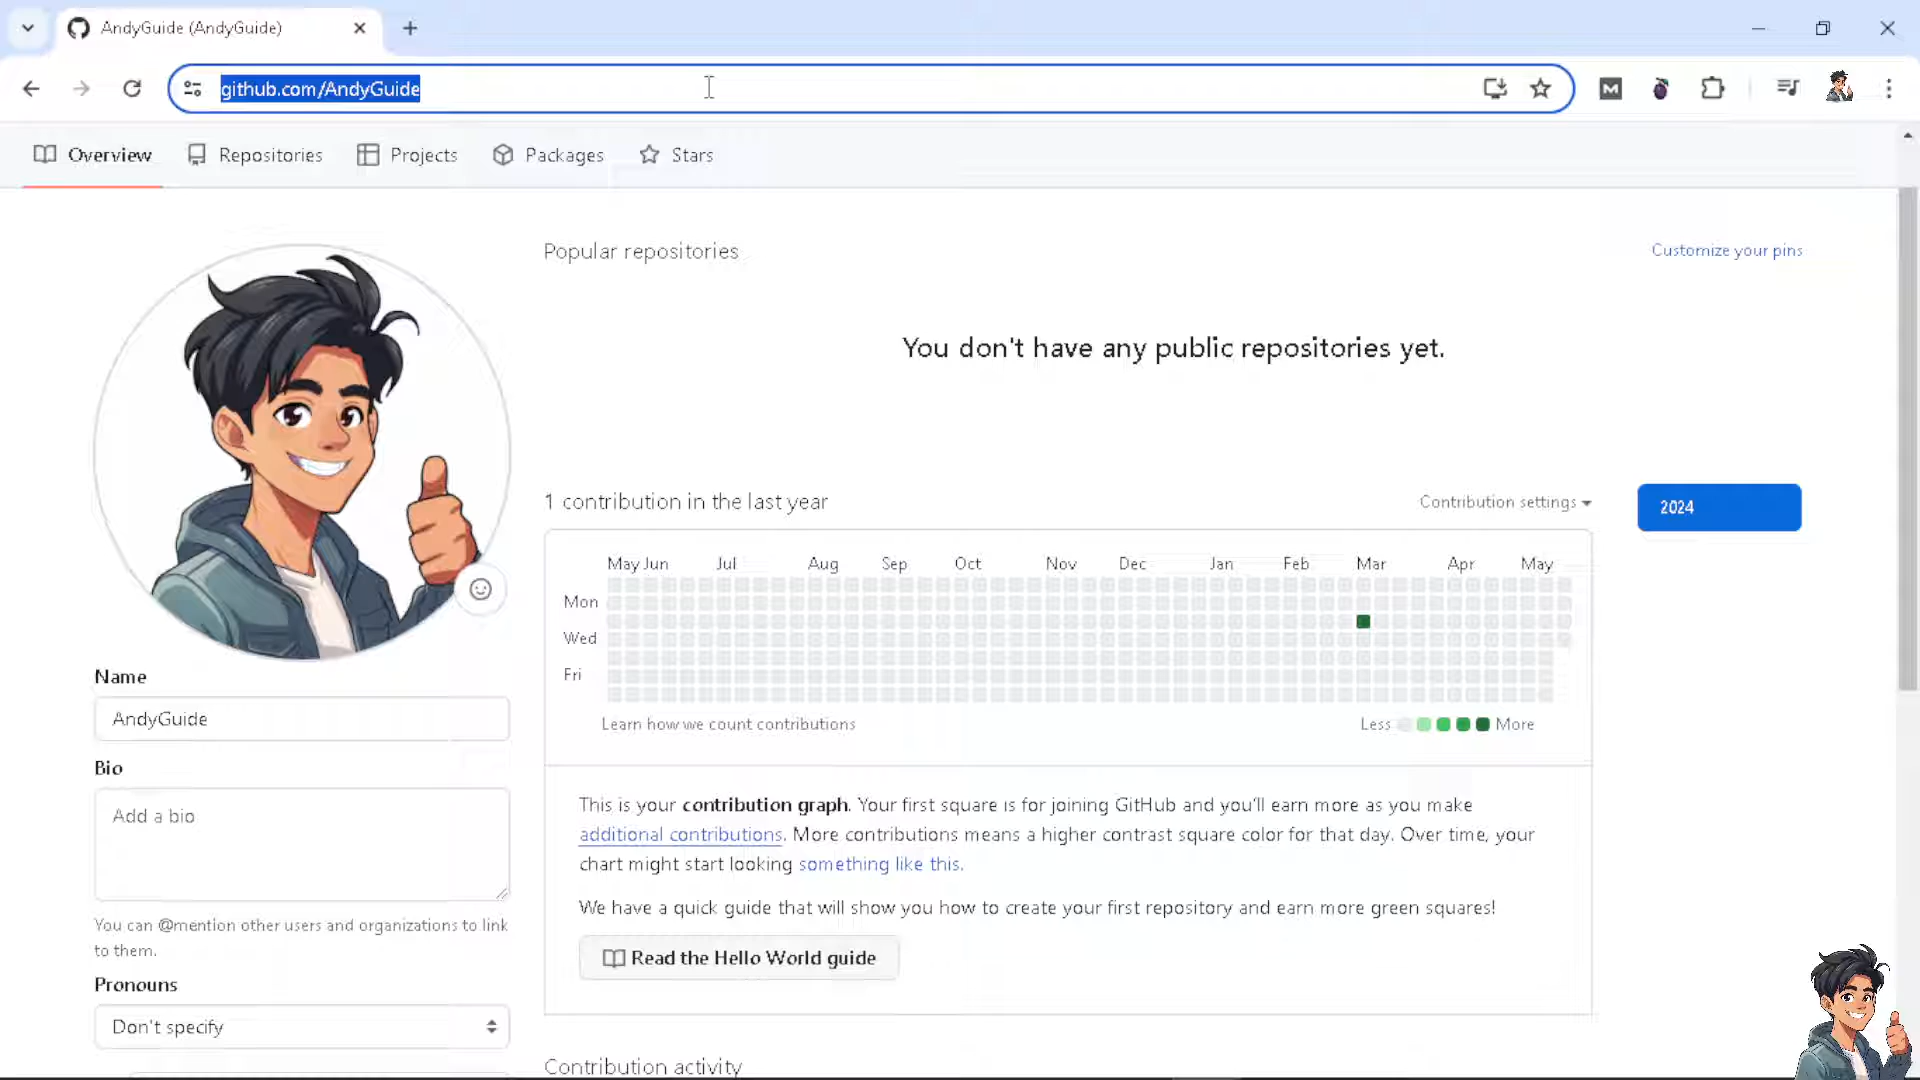 AndyGuide (AndyGuide)
github.com/AndyGuide
Overview
Repositories
Projects
Packages
Stars
Popular repositories
Customize your pins
You don't have any public repositories yet.
1 contribution in the last year
Contribution settings
2024
May Jun Jul Aug Sep Oct Nov Dec Jan Feb Mar Apr May
Mon
Wed
Fri
Learn how we count contributions
Less
More
This is your contribution graph. Your first square is for joining GitHub and you'll earn more as you make
additional contributions. More contributions means a higher contrast square color for that day. Over time, your
chart might start looking something like this.
We have a quick guide that will show you how to create your first repository and earn more green squares!
Read the Hello World guide
Contribution activity
Name
AndyGuide
Bio
Add a bio
You can @mention other users and organizations to link
to them.
Pronouns
Don't specify